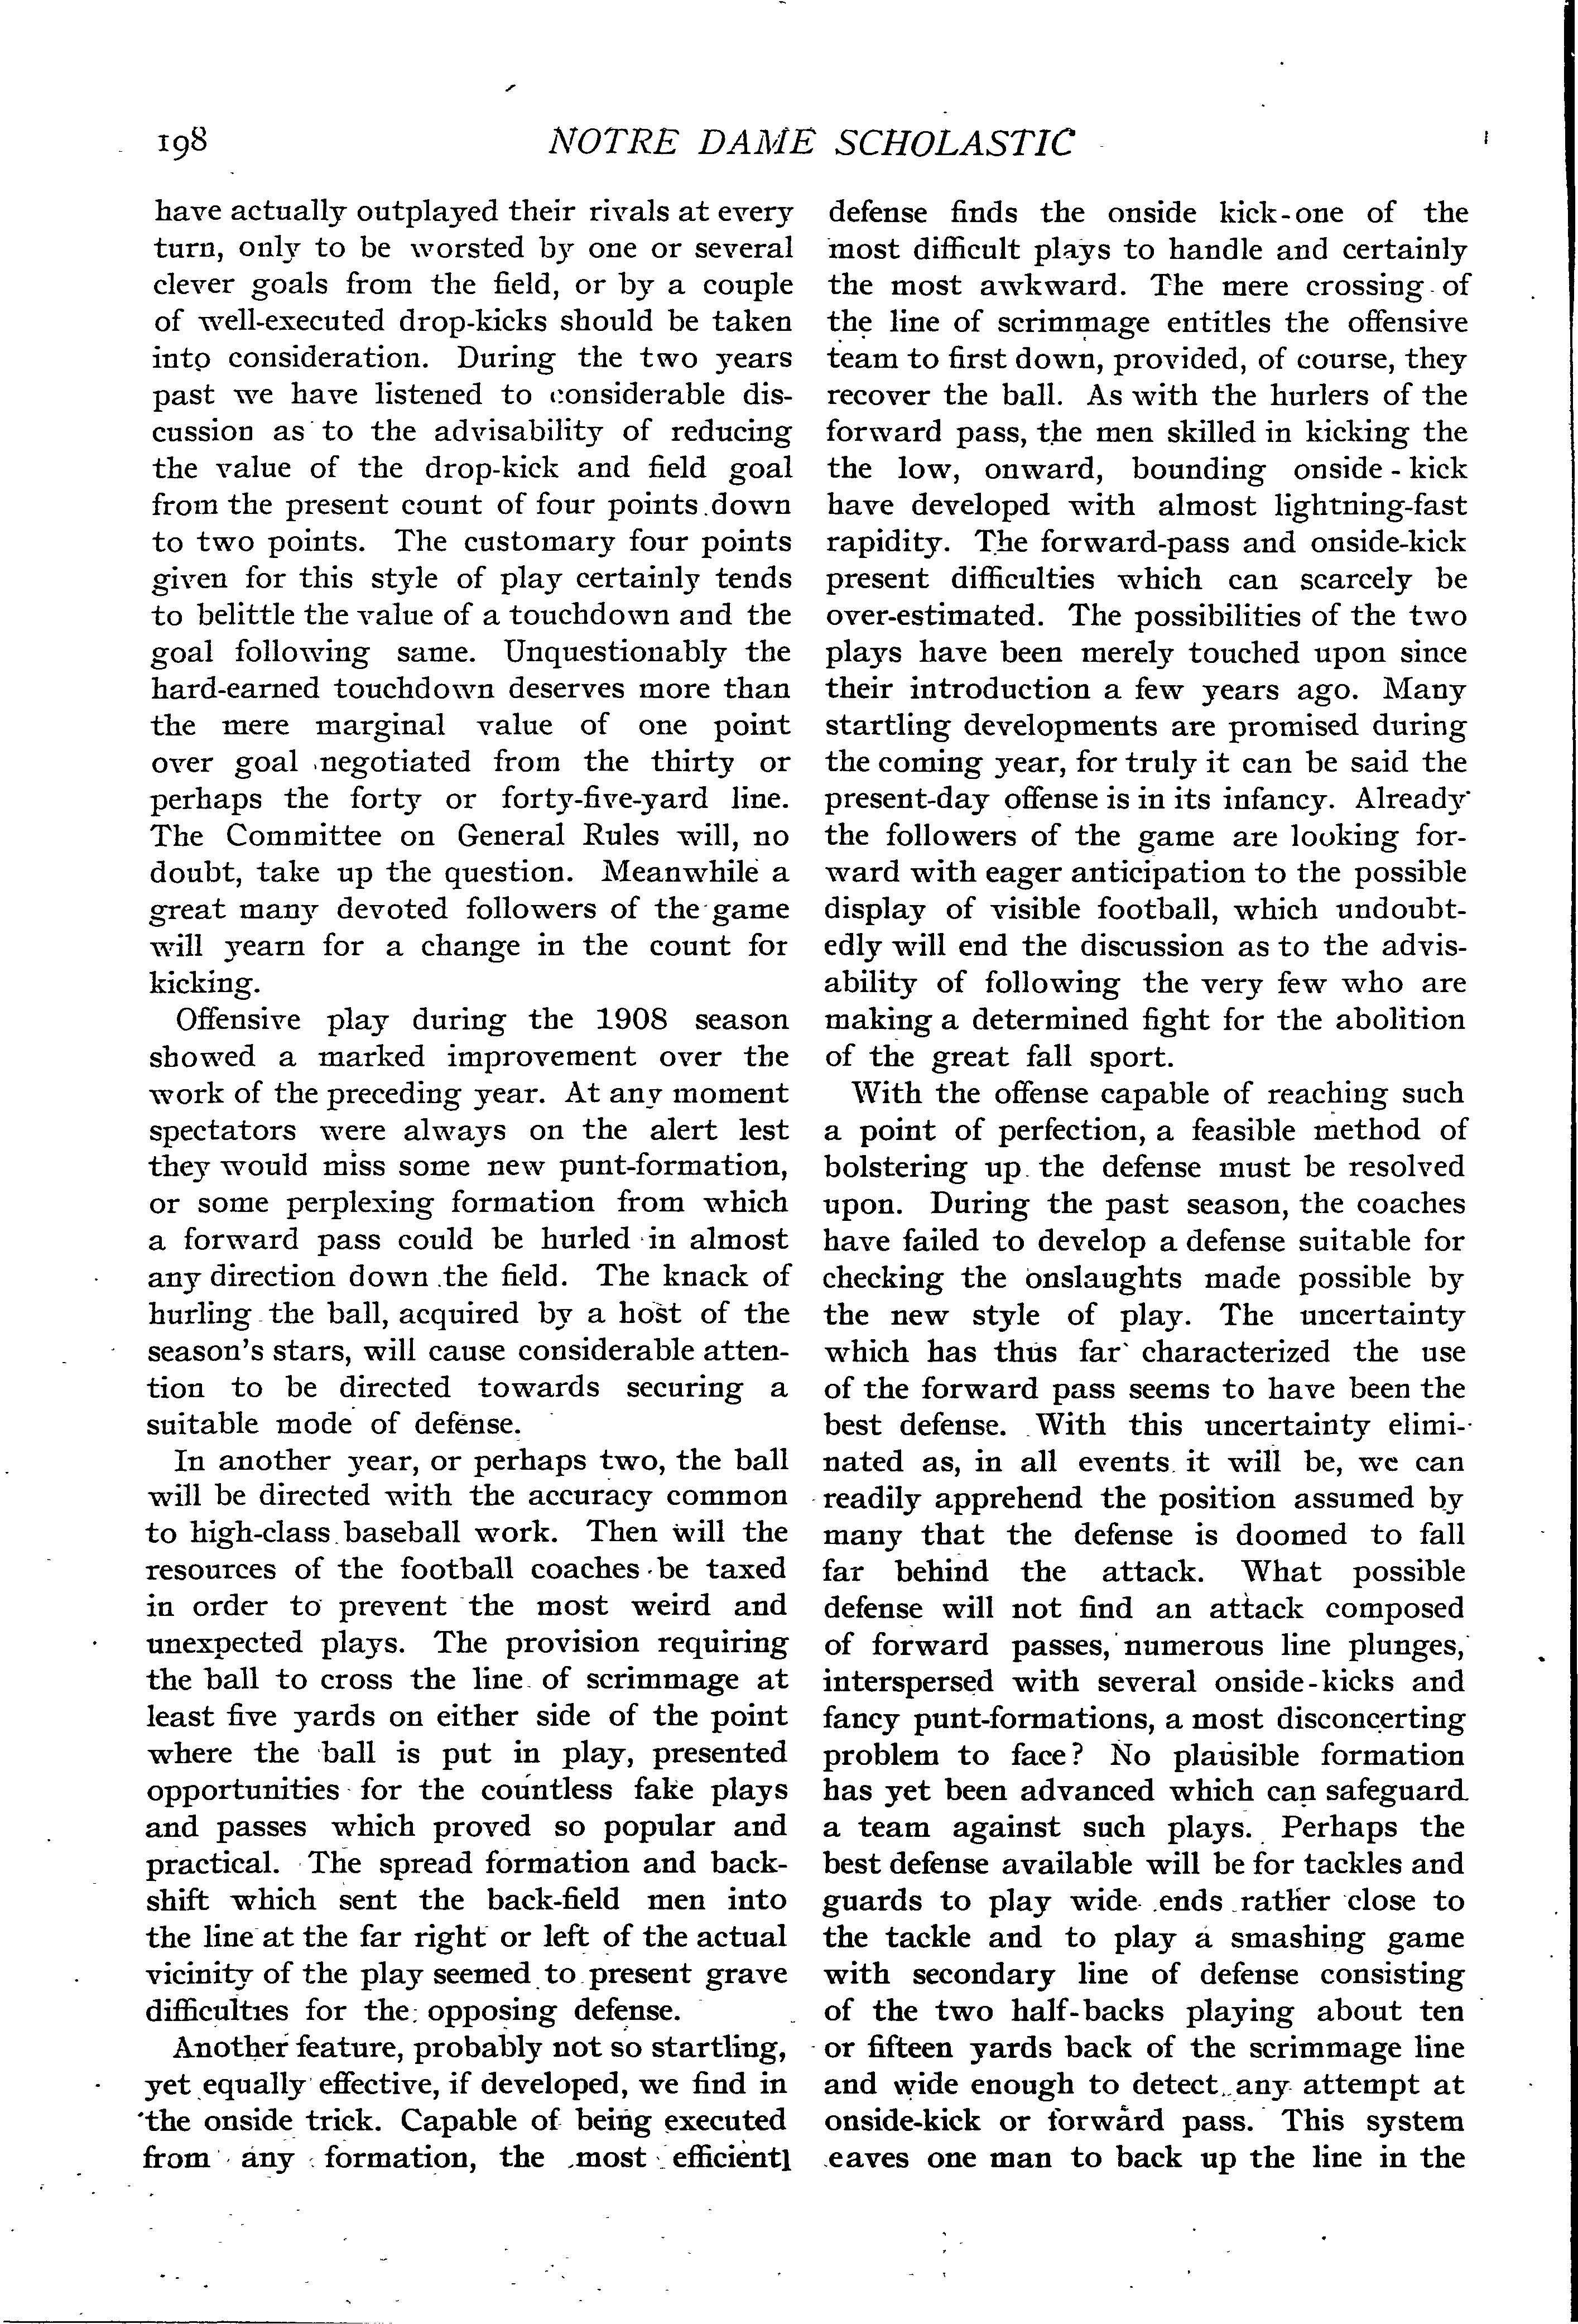 198 NOTRE DAME SCHOLASTIC
have actually outplayed their rivals at every
turn, only to be worsted by one or several
clever goals from the field, or by a couple
of well-executed drop-kicks should be taken
into consideration. During the two years
past we have listened to considerable dis-
cussion as to the advisability of reducing
the value of the drop-kick and field goal
from the present count of four points down
to two points. The customary four points
given for this style of play certainly tends
to belittle the value of a touchdown and the
goal following same. Unquestionably the
hard-earned touchdown deserves more than
the mere marginal value of one point
over goal negotiated from the thirty or
perhaps the forty or forty-five-yard line.
The Committee on General Rules will, no
doubt, take up the question. Meanwhile a
great many devoted followers of the game
will yearn for a change in the count for
kicking.
Offensive play during the 1908 season
showed a marked improvement over the
work of the preceding year. At any moment
spectators were always on the alert lest
they would miss some new punt-formation,
or some perplexing formation from which
a forward pass could be hurled in almost
any direction down the field. The knack of
hurling the ball, acquired by a host of the
season's stars, will cause considerable atten-
tion to be directed towards securing a
suitable mode of defense.
In another year, or perhaps two, the ball
will be directed with the accuracy common
to high-class baseball work. Then will the
resources of the football coaches be taxed
in order to prevent the most weird and
unexpected plays. The provision requiring
the ball to cross the line of scrimmage at
least five yards on either side of the point
where the ball is put in play, presented
opportunities for the countless fake plays
and passes which proved so popular and
practical. The spread formation and back-
shift which sent the back-field men into
the line at the far right or left of the actual
vicinity of the play seemed to present grave
difficulties for the opposing defense.
Another feature, probably not so startling,
yet equally effective, if developed, we find in
the onside trick. Capable of being executed
from any formation, the most efficientl
defense finds the onside kick-one of the
most difficult plays to handle and certainly
the most awkward. The mere crossing of
the line of scrimmage entitles the offensive
team to first down, provided, of course, they
recover the ball. As with the hurlers of the
forward pass, the men skilled in kicking the
the low, onward, bounding onside-kick
have developed with almost lightning-fast
rapidity. The forward-pass and onside-kick
present difficulties which can scarcely be
over-estimated. The possibilities of the two
plays have been merely touched upon since
their introduction a few years ago. Many
startling developments are promised during
the coming year, for truly it can be said the
present-day offense is in its infancy. Already
the followers of the game are looking for-
ward with eager anticipation to the possible
display of visible football, which undoubt-
edly will end the discussion as to the advis-
ability of following the very few who are
making a determined fight for the abolition
of the great fall sport.
With the offense capable of reaching such
a point of perfection, a feasible method of
bolstering up the defense must be resolved
upon. During the past season, the coaches
have failed to develop a defense suitable for
checking the onslaughts made possible by
the new style of play. The uncertainty
which has thus far characterized the use
of the forward pass seems to have been the
best defense. With this uncertainty elimi-
nated as, in all events it will be, we can
readily apprehend the position assumed by
many that the defense is doomed to fall
far behind the attack. What possible
defense will not find an attack composed
of forward passes, numerous line plunges,
interspersed with several onside-kicks and
fancy punt-formations, a most disconcerting
problem to face? No plausible formation
has yet been advanced which can safeguard
a team against such plays. Perhaps the
best defense available will be for tackles and
guards to play wide ends rather close to
the tackle and to play a smashing game
with secondary line of defense consisting
of the two half-backs playing about ten
or fifteen yards back of the scrimmage line
and wide enough to detect any attempt at
onside-kick or forward pass. This system
eaves one man to back up the line in the